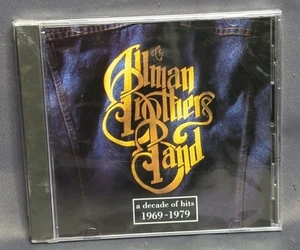 The
Allman
Brothers
Band
a decade of hits
1969-1979